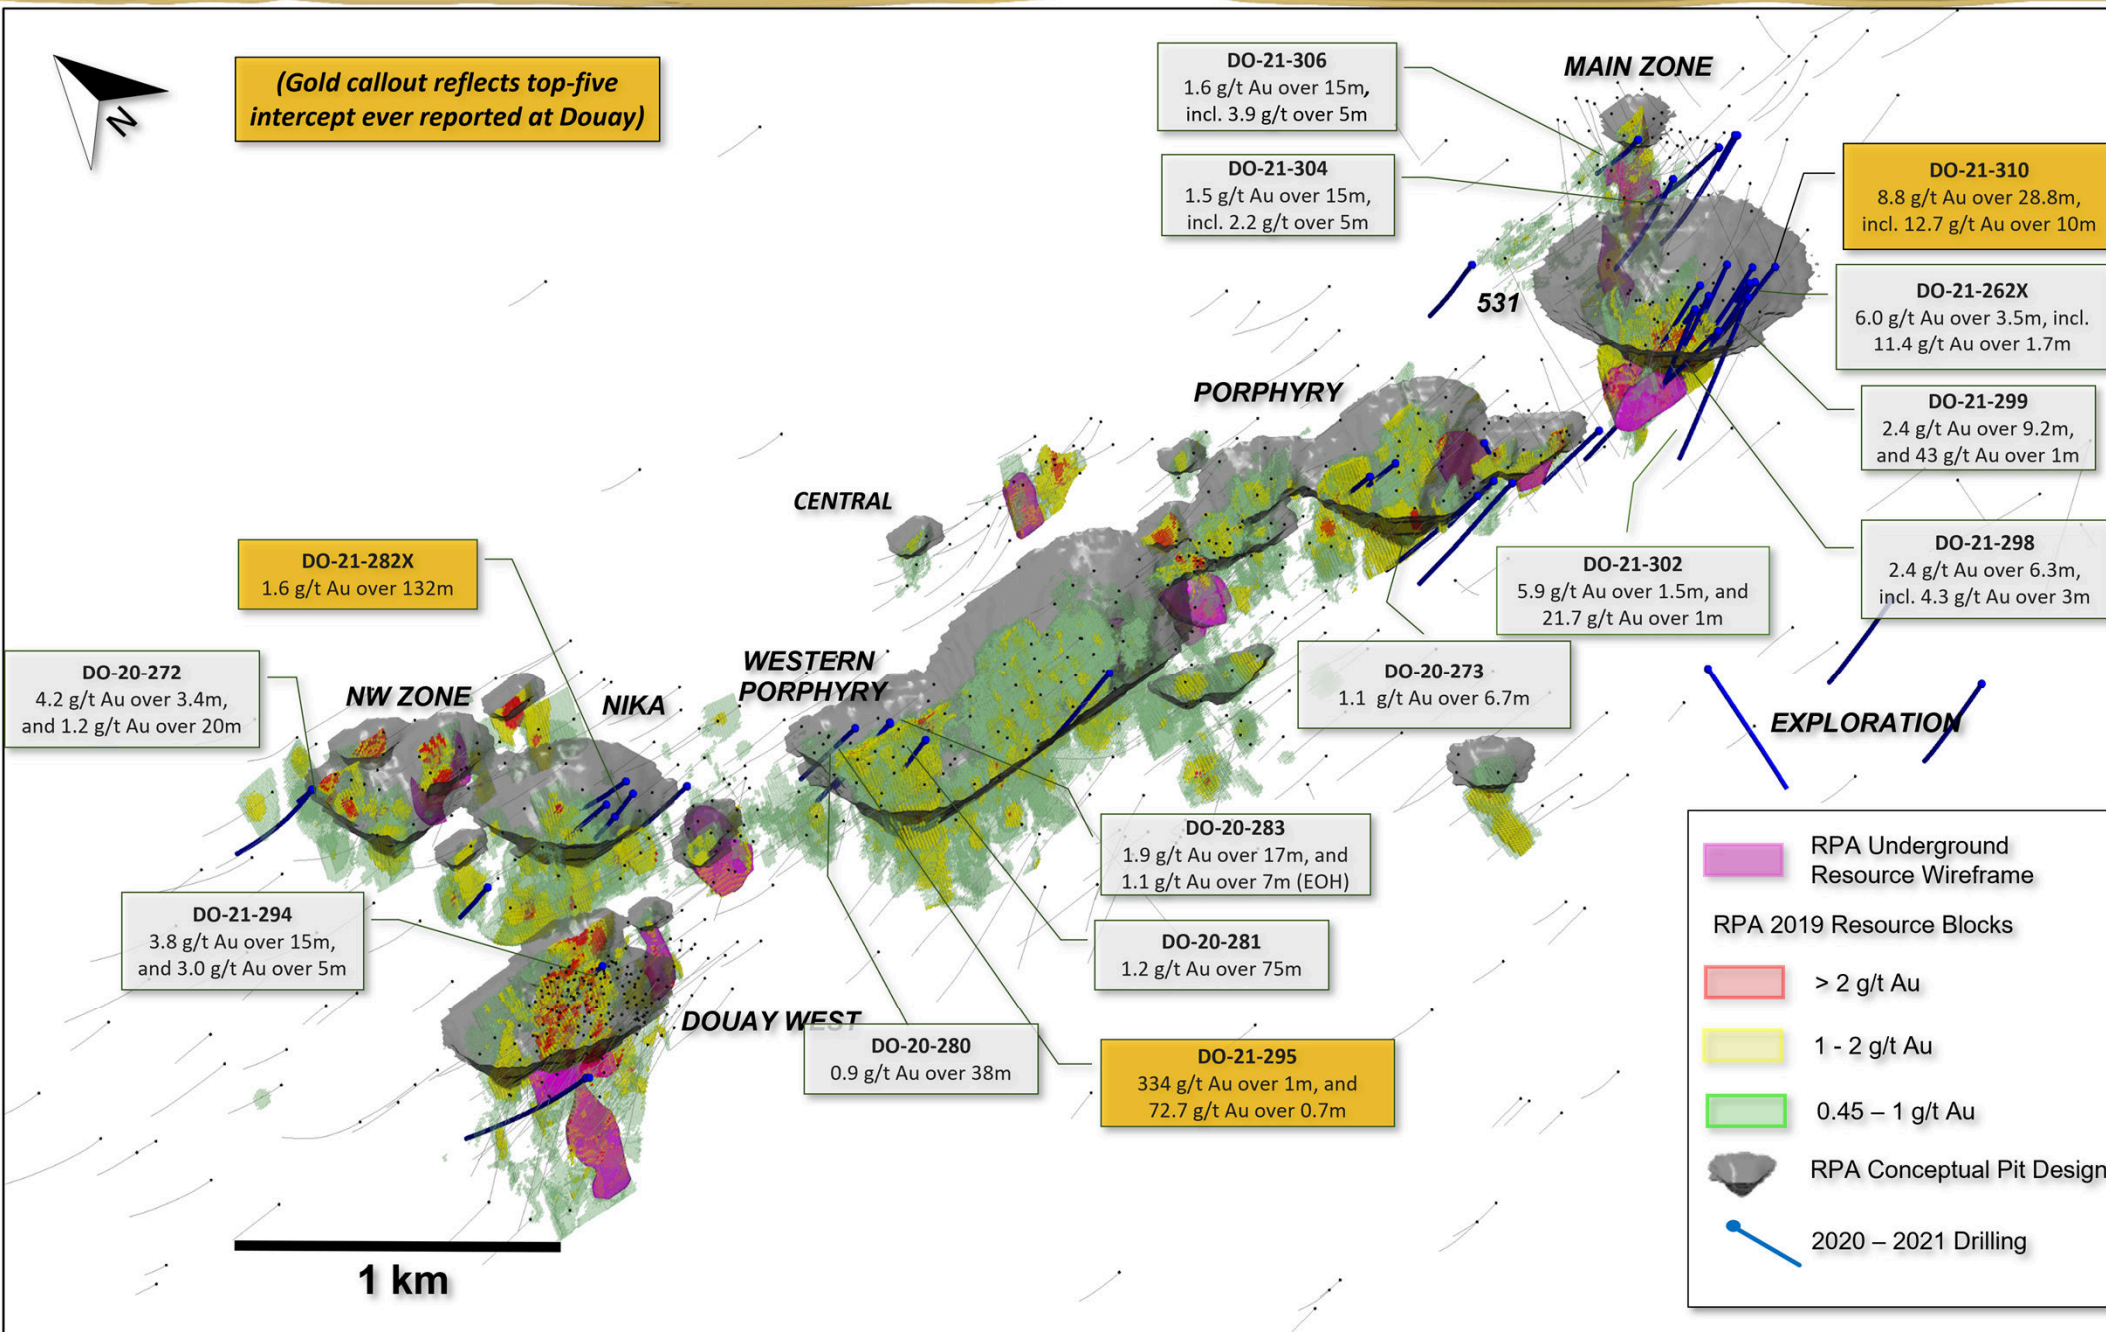 N
(Gold callout reflects top-five
intercept ever reported at Douay)
DO-21-306
1.6 g/t Au over 15m,
incl. 3.9 g/t over 5m
MAIN ZONE
DO-21-304
1.5 g/t Au over 15m,
incl. 2.2 g/t over 5m
DO-21-310
8.8 g/t Au over 28.8m,
incl. 12.7 g/t Au over 10m
531
DO-21-262X
6.0 g/t Au over 3.5m, incl.
11.4 g/t Au over 1.7m
PORPHYRY
DO-21-299
2.4 g/t Au over 9.2m,
and 43 g/t Au over 1m
CENTRAL
DO-21-298
2.4 g/t Au over 6.3m,
incl. 4.3 g/t Au over 3m
DO-21-302
5.9 g/t Au over 1.5m, and
21.7 g/t Au over 1m
DO-21-282X
1.6 g/t Au over 132m
DO-20-273
1.1 g/t Au over 6.7m
DO-20-272
4.2 g/t Au over 3.4m,
and 1.2 g/t Au over 20m
NW ZONE
NIKA
WESTERN
PORPHYRY
EXPLORATION
DO-20-283
1.9 g/t Au over 17m, and
1.1 g/t Au over 7m (EOH)
DO-21-294
3.8 g/t Au over 15m,
and 3.0 g/t Au over 5m
DO-20-281
1.2 g/t Au over 75m
DOUAY WEST
DO-20-280
0.9 g/t Au over 38m
DO-21-295
334 g/t Au over 1m, and
72.7 g/t Au over 0.7m
1 km
RPA Underground
Resource Wireframe
RPA 2019 Resource Blocks
> 2 g/t Au
1 - 2 g/t Au
0.45 – 1 g/t Au
RPA Conceptual Pit Design
2020 – 2021 Drilling